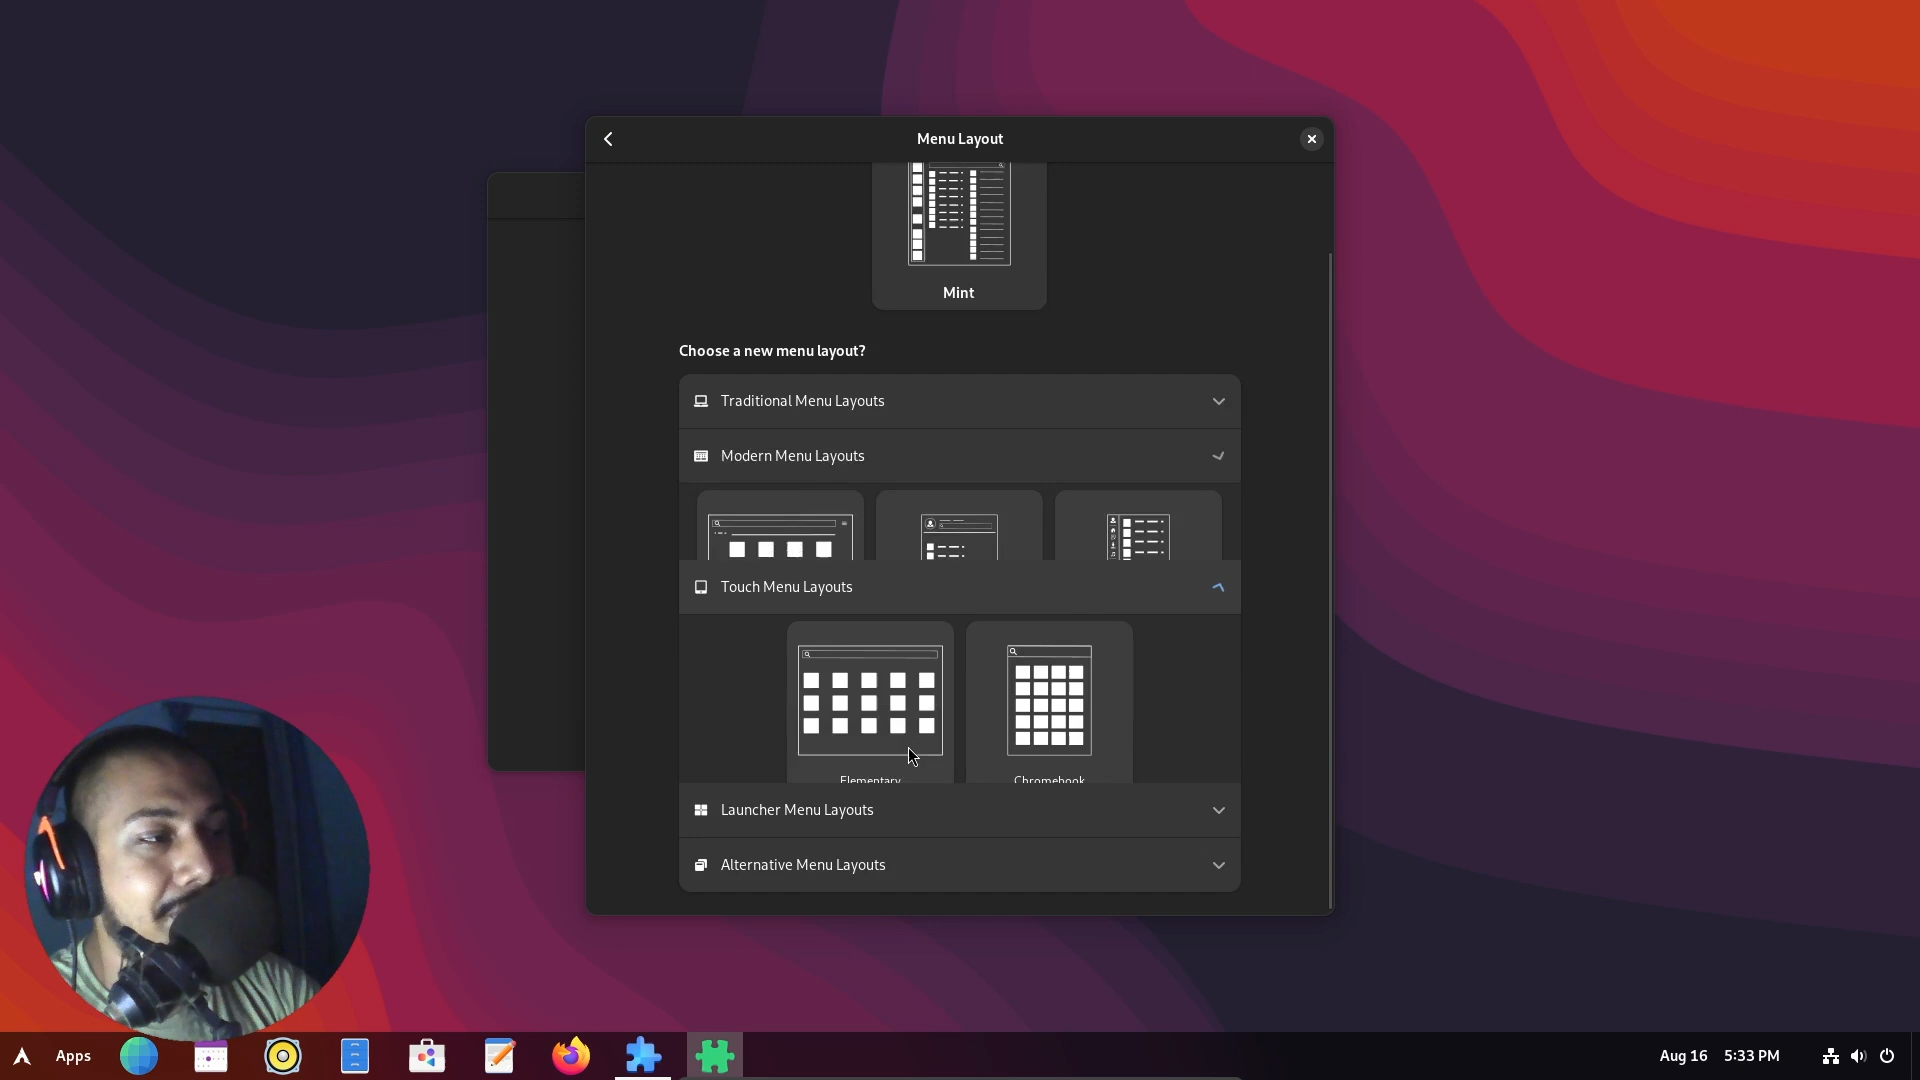 Menu Layout
Mint
Choose a new menu layout?
Traditional Menu Layouts
Modern Menu Layouts
Touch Menu Layouts
Elementary
Chromebook
Launcher Menu Layouts
Alternative Menu Layouts
Apps
Aug 16 5:33 PM